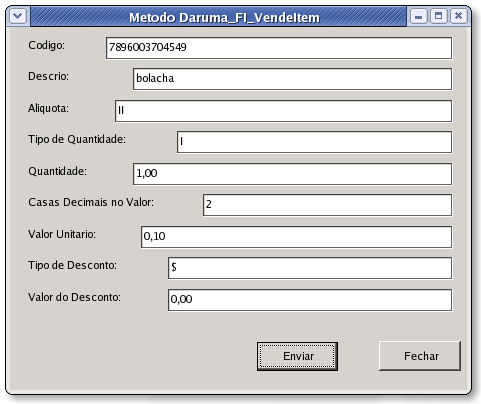 Metodo Daruma_FI_VendeItem
Codigo: 7896003704549
Descrio: bolacha
Aliquota: II
Tipo de Quantidade: I
Quantidade: 1,00
Casas Decimais no Valor: 2
Valor Unitario: 0,10
Tipo de Desconto: $
Valor do Desconto: 0,00
Enviar Fechar